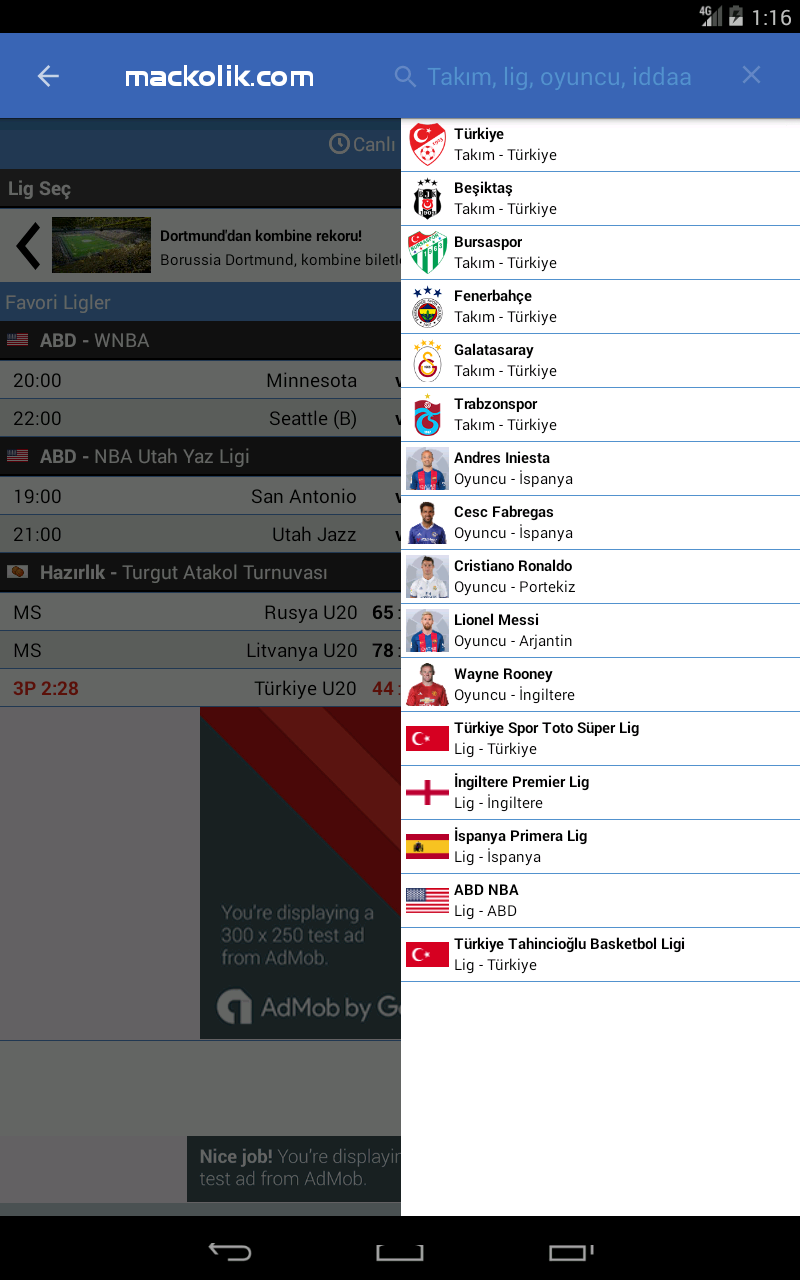 4G 1:16
mackolik.com
Takım, lig, oyuncu, iddaa
Canlı
Lig Seç
Dortmund'dan kombine rekoru!
Borussia Dortmund, kombine biletl
Favori Ligler
ABD - WNBA
20:00 Minnesota v
22:00 Seattle (B) v
ABD - NBA Utah Yaz Ligi
19:00 San Antonio v
21:00 Utah Jazz v
Hazırlık - Turgut Atakol Turnuvası
MS Rusya U20 65 :
MS Litvanya U20 78 :
3P 2:28 Türkiye U20 44 :
You're displaying a
300 x 250 test ad
from AdMob.
AdMob by Go
Nice job! You're displayin
test ad from AdMob.
Türkiye
Takım - Türkiye
Beşiktaş
Takım - Türkiye
Bursaspor
Takım - Türkiye
Fenerbahçe
Takım - Türkiye
Galatasaray
Takım - Türkiye
Trabzonspor
Takım - Türkiye
Andres Iniesta
Oyuncu - İspanya
Cesc Fabregas
Oyuncu - İspanya
Cristiano Ronaldo
Oyuncu - Portekiz
Lionel Messi
Oyuncu - Arjantin
Wayne Rooney
Oyuncu - İngiltere
Türkiye Spor Toto Süper Lig
Lig - Türkiye
İngiltere Premier Lig
Lig - İngiltere
İspanya Primera Lig
Lig - İspanya
ABD NBA
Lig - ABD
Türkiye Tahincioğlu Basketbol Ligi
Lig - Türkiye